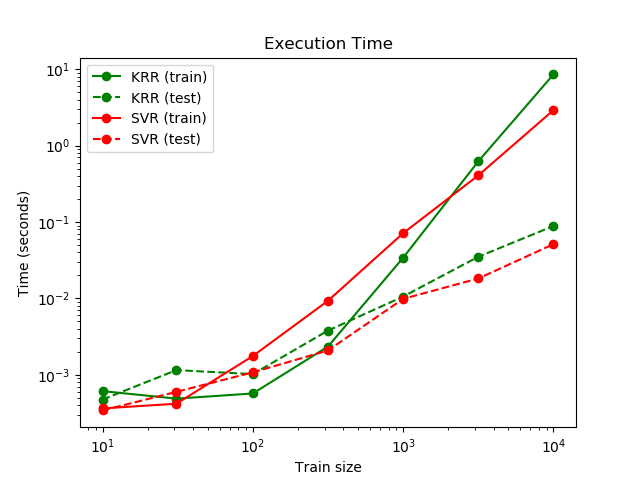 Execution Time
KRR (train)
KRR (test)
SVR (train)
SVR (test)
Time (seconds)
10¹
10⁰
10⁻¹
10⁻²
10⁻³
10¹ 10² 10³ 10⁴
Train size